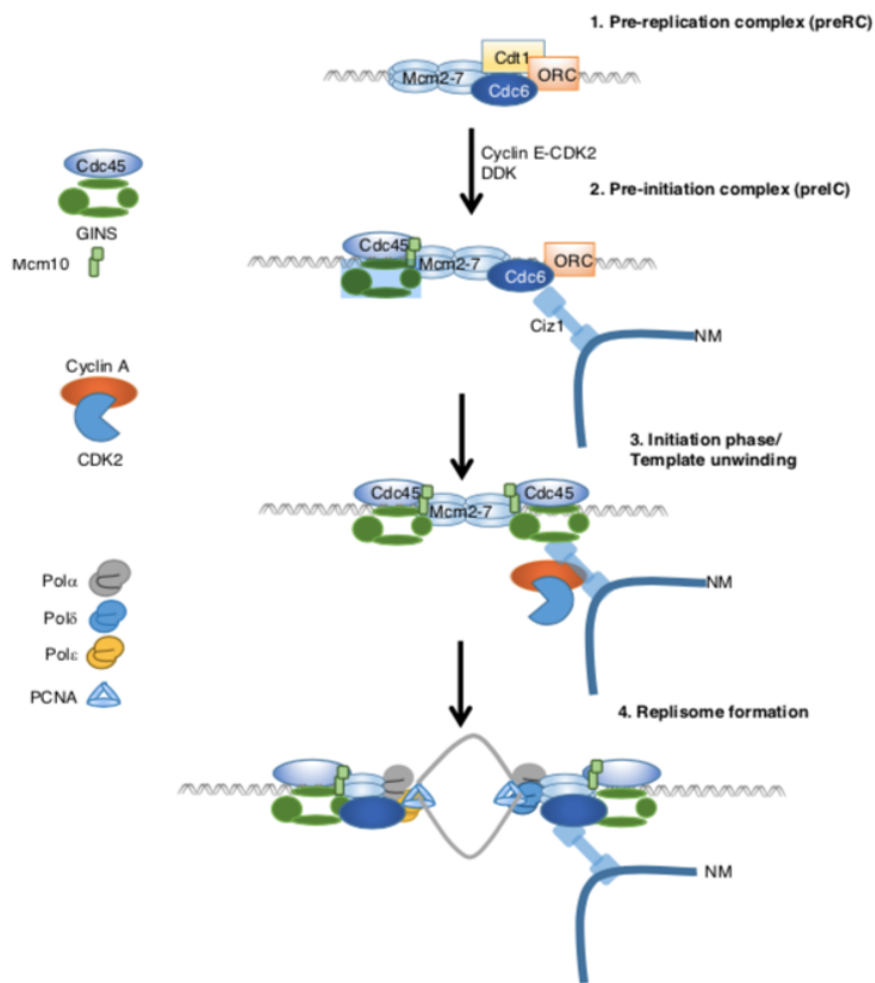 1. Pre-replication complex (preRC)
Cdt1
Mcm2-7
ORC
Cdc6
Cyclin E-CDK2
DDK
2. Pre-initiation complex (preIC)
Cdc45
GINS
Mcm10
Cdc45
Mcm2-7
ORC
Cdc6
Ciz1
NM
Cyclin A
CDK2
3. Initiation phase/
Template unwinding
Cdc45
Mcm2-7
Cdc45
NM
Polα
Polδ
Polε
PCNA
4. Replisome formation
NM